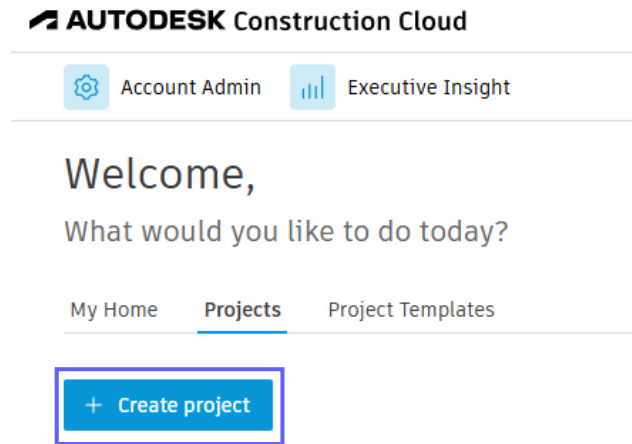 AUTODESK Construction Cloud
Account Admin Executive Insight
Welcome,
What would you like to do today?
My Home Projects Project Templates
+ Create project